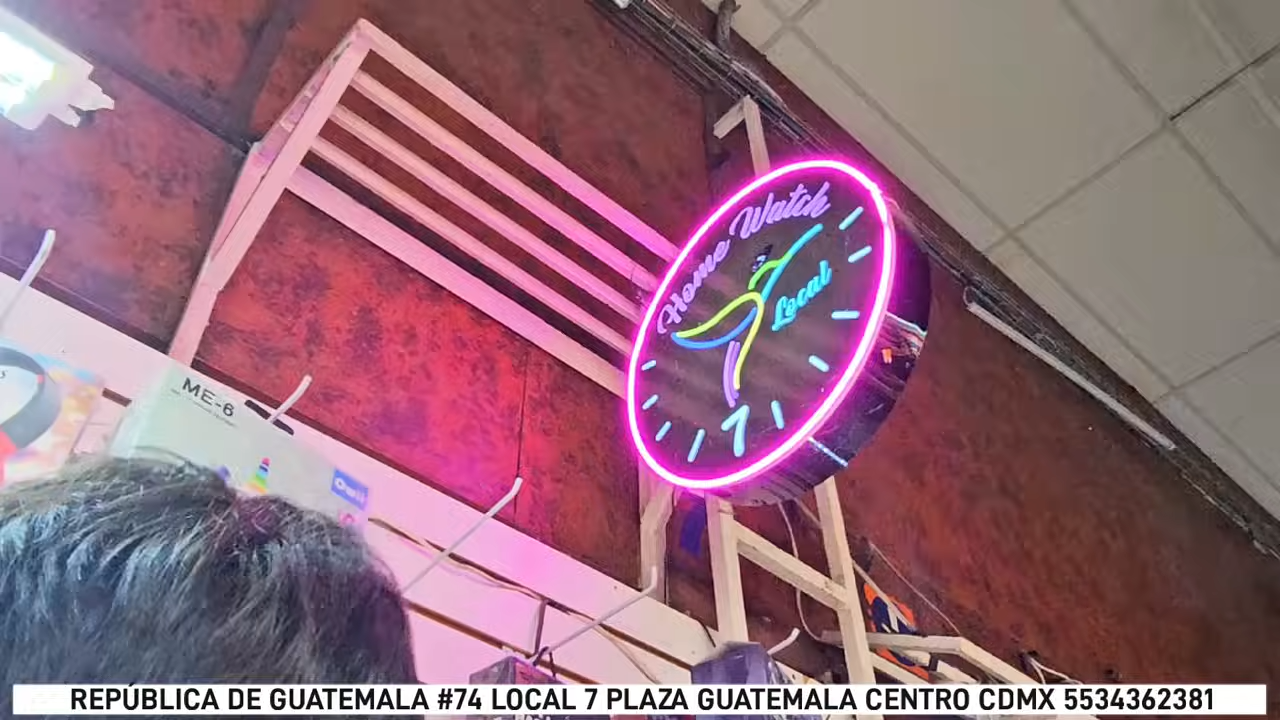 Home Watch
Local
7
ME-6
REPÚBLICA DE GUATEMALA #74 LOCAL 7 PLAZA GUATEMALA CENTRO CDMX 5534362381